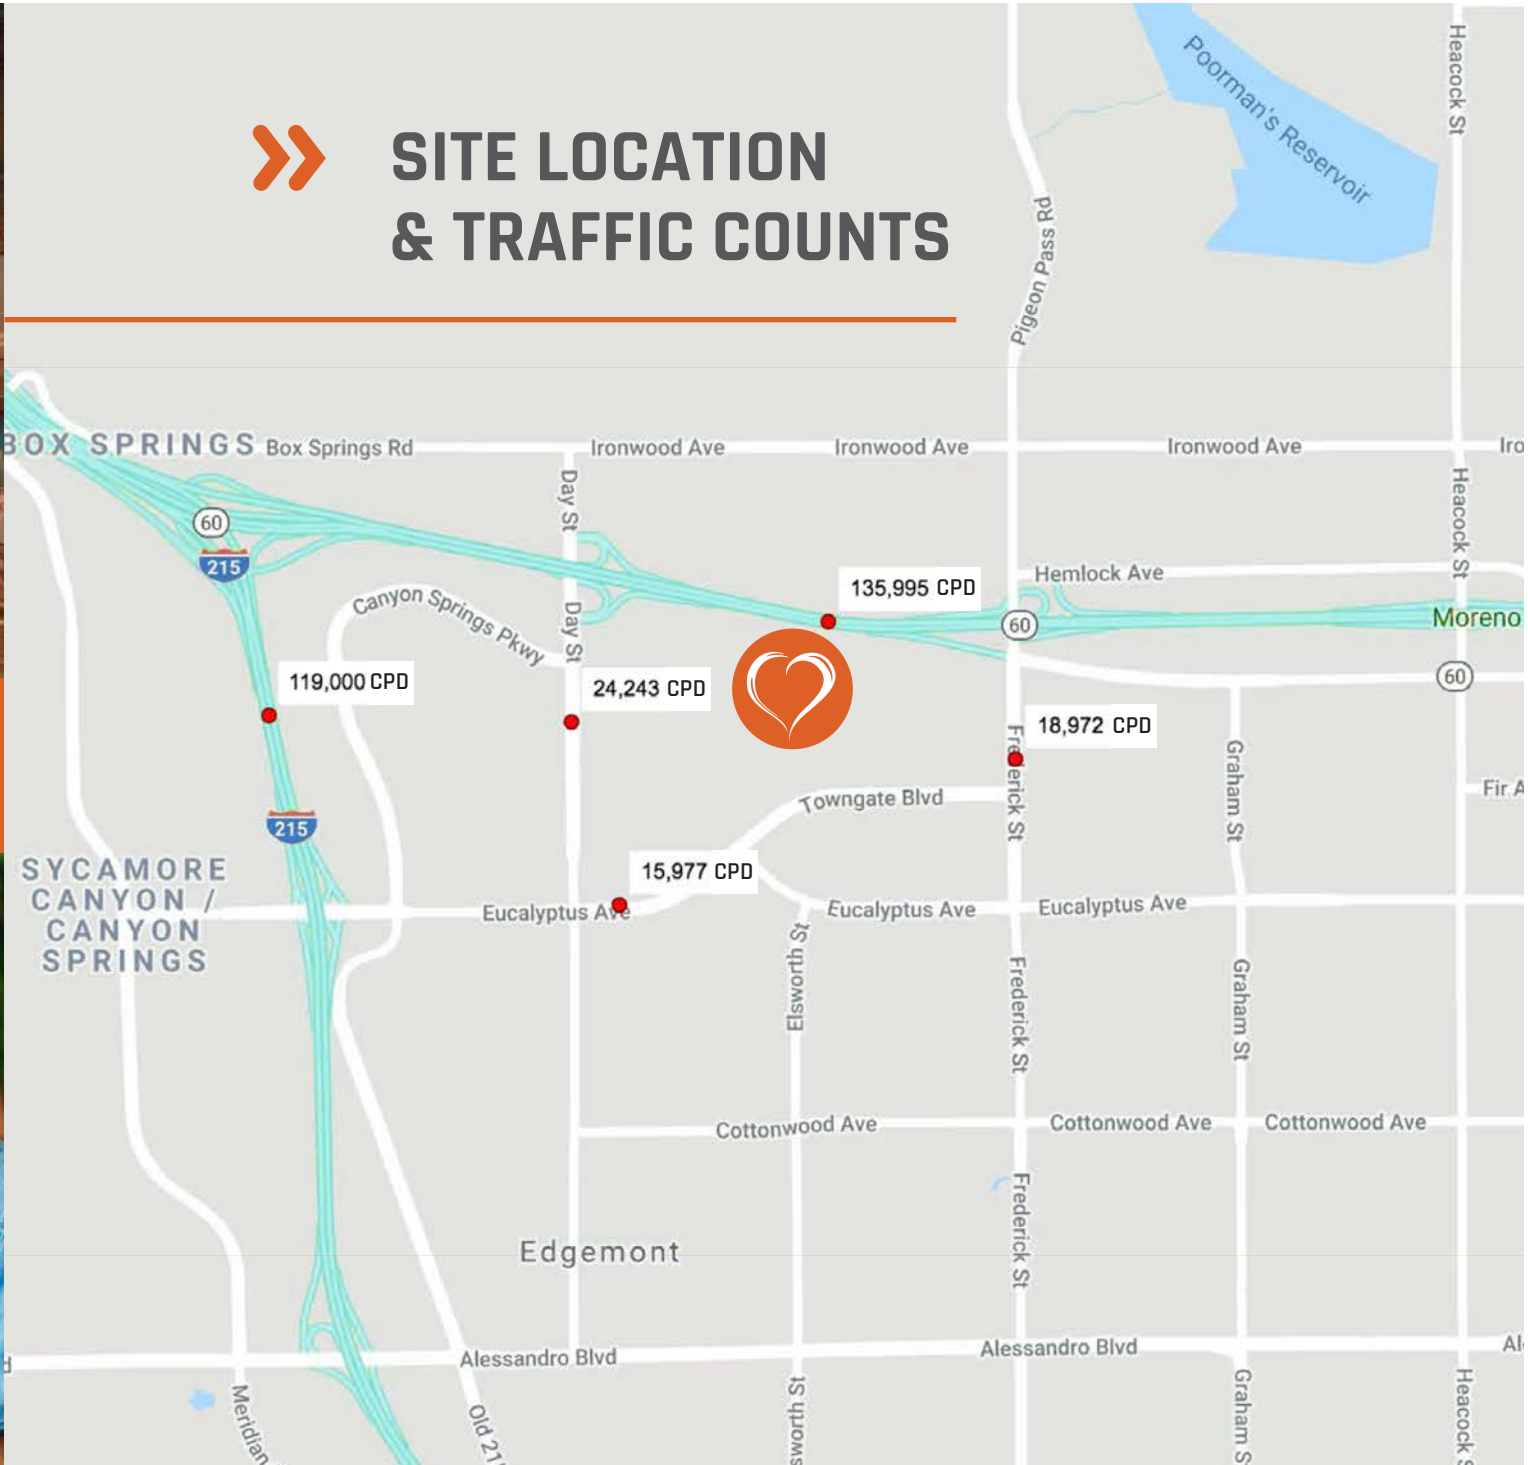 SITE LOCATION
& TRAFFIC COUNTS
Poorman's Reservoir
Heacock St
Pigeon Pass Rd
BOX SPRINGS
Box Springs Rd
Ironwood Ave
Ironwood Ave
Ironwood Ave
Day St
Heacock St
60
215
Hemlock Ave
135,995 CPD
Canyon Springs Pkwy
Day St
60
Moreno
119,000 CPD
24,243 CPD
60
18,972 CPD
Frederick St
Graham St
Towngate Blvd
Fir A
215
SYCAMORE
CANYON /
CANYON
SPRINGS
15,977 CPD
Eucalyptus Ave
Eucalyptus Ave
Eucalyptus Ave
Elsworth St
Frederick St
Graham St
Cottonwood Ave
Cottonwood Ave
Cottonwood Ave
Frederick St
Edgemont
Alessandro Blvd
Alessandro Blvd
Meridian
Old 21
Graham S
Heacock